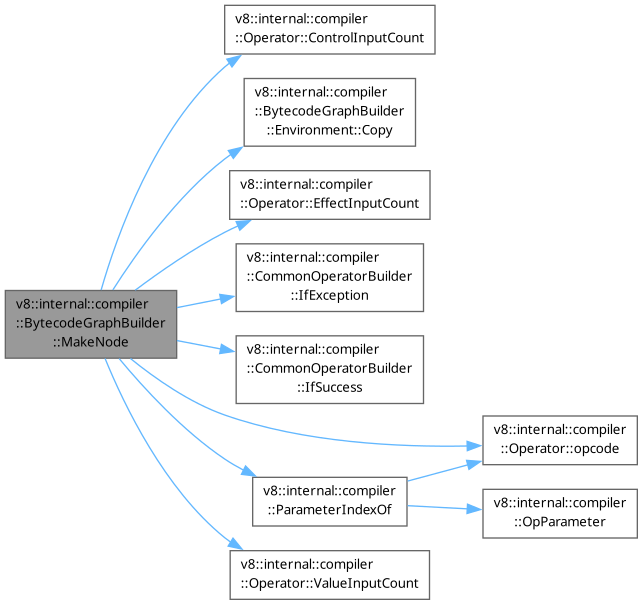 v8::internal::compiler
::Operator::ControlInputCount
v8::internal::compiler
::BytecodeGraphBuilder
::Environment::Copy
v8::internal::compiler
::Operator::EffectInputCount
v8::internal::compiler
::CommonOperatorBuilder
::IfException
v8::internal::compiler
::BytecodeGraphBuilder
::MakeNode
v8::internal::compiler
::CommonOperatorBuilder
::IfSuccess
v8::internal::compiler
::Operator::opcode
v8::internal::compiler
::ParameterIndexOf
v8::internal::compiler
::OpParameter
v8::internal::compiler
::Operator::ValueInputCount